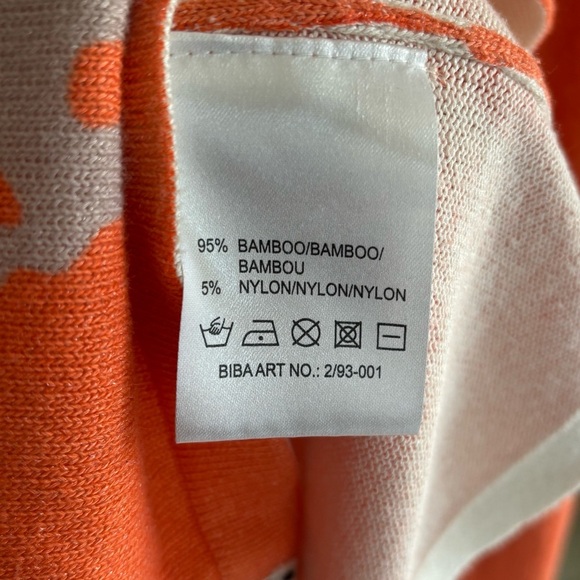 95% BAMBOO/BAMBOO/
BAMBOU
5% NYLON/NYLON/NYLON
BIBA ART NO.: 2/93-001